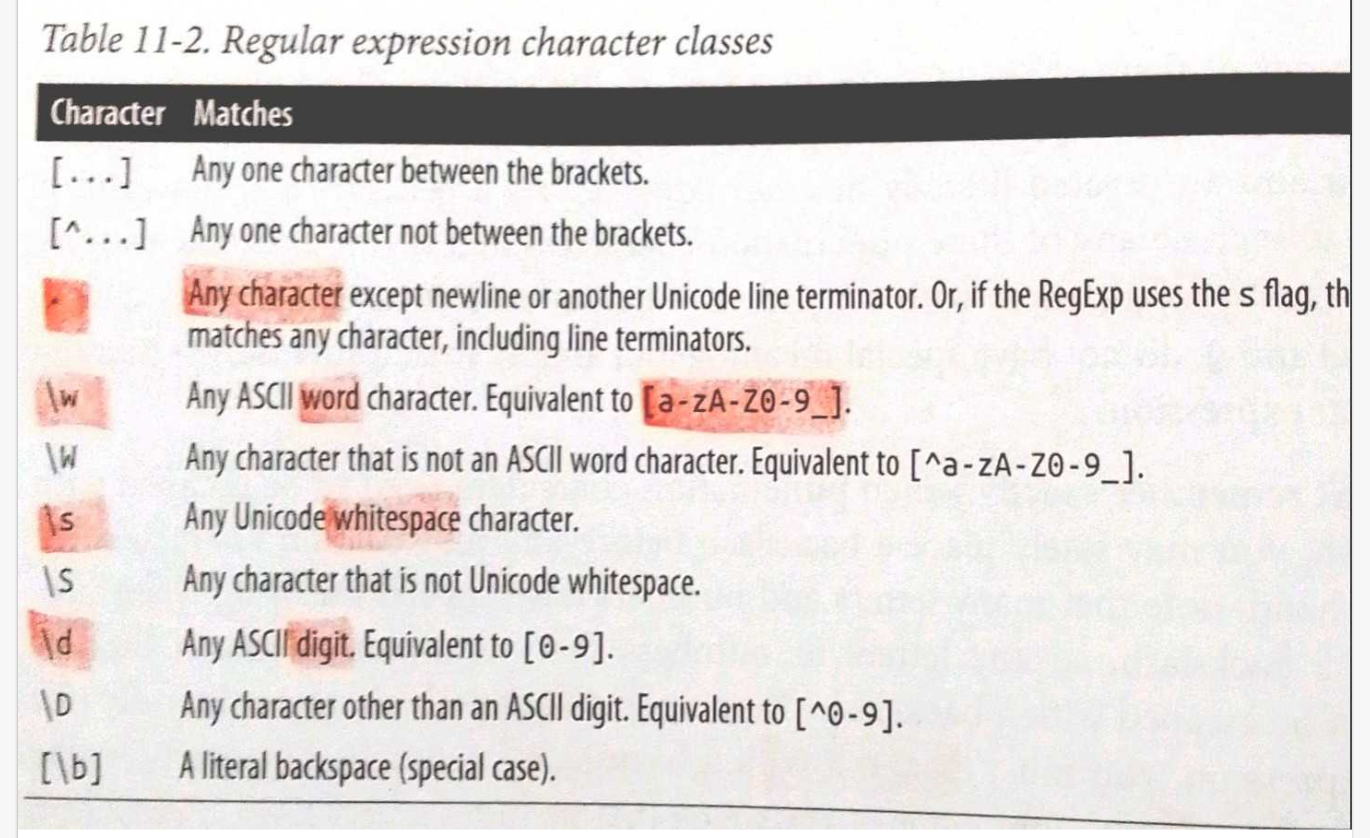 Table 11-2. Regular expression character classes
Character Matches
[...] Any one character between the brackets.
[^...] Any one character not between the brackets.
. Any character except newline or another Unicode line terminator. Or, if the RegExp uses the s flag, th
matches any character, including line terminators.
\w Any ASCII word character. Equivalent to [a-zA-Z0-9_].
\W Any character that is not an ASCII word character. Equivalent to [^a-zA-Z0-9_].
\s Any Unicode whitespace character.
\S Any character that is not Unicode whitespace.
\d Any ASCII digit. Equivalent to [0-9].
\D Any character other than an ASCII digit. Equivalent to [^0-9].
[\b] A literal backspace (special case).